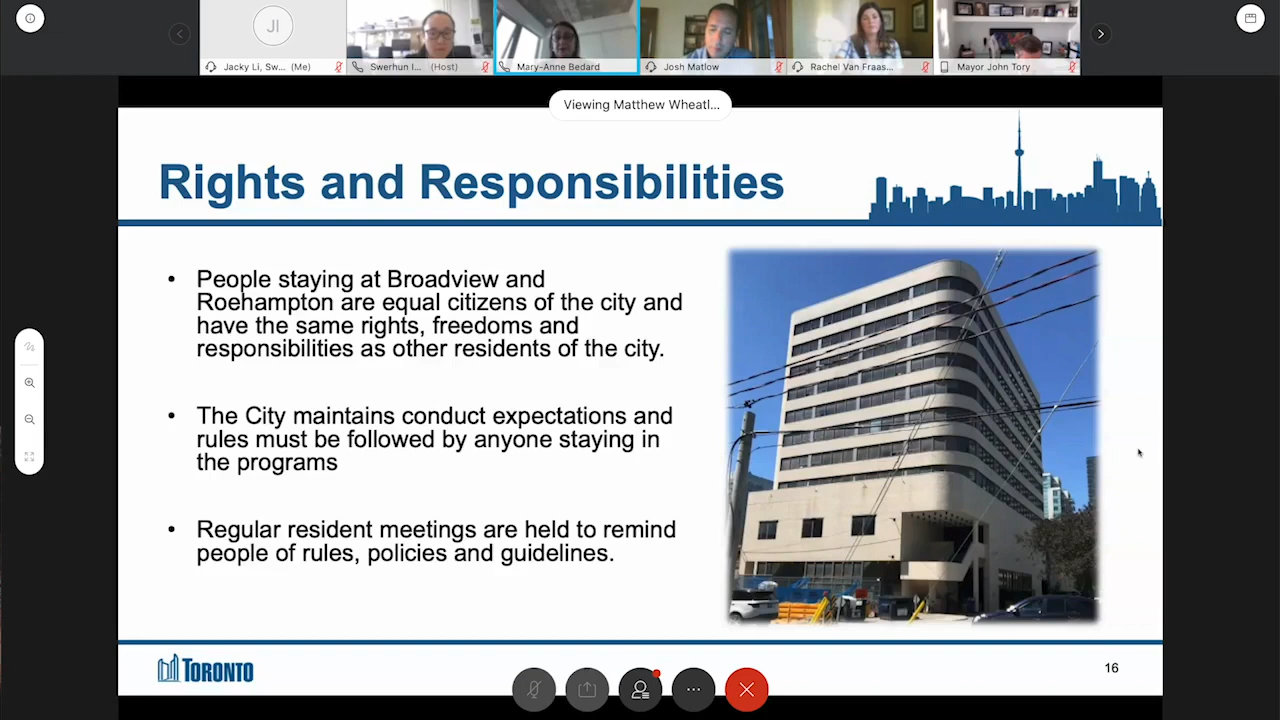 JI
Jacky Li, Sw... (Me)
Swerhun I... (Host)
Mary-Anne Bedard
Josh Matlow
Rachel Van Fraas...
Mayor John Tory
Viewing Matthew Wheatl...
Rights and Responsibilities
• People staying at Broadview and
Roehampton are equal citizens of the city and
have the same rights, freedoms and
responsibilities as other residents of the city.
• The City maintains conduct expectations and
rules must be followed by anyone staying in
the programs
• Regular resident meetings are held to remind
people of rules, policies and guidelines.
TORONTO
16